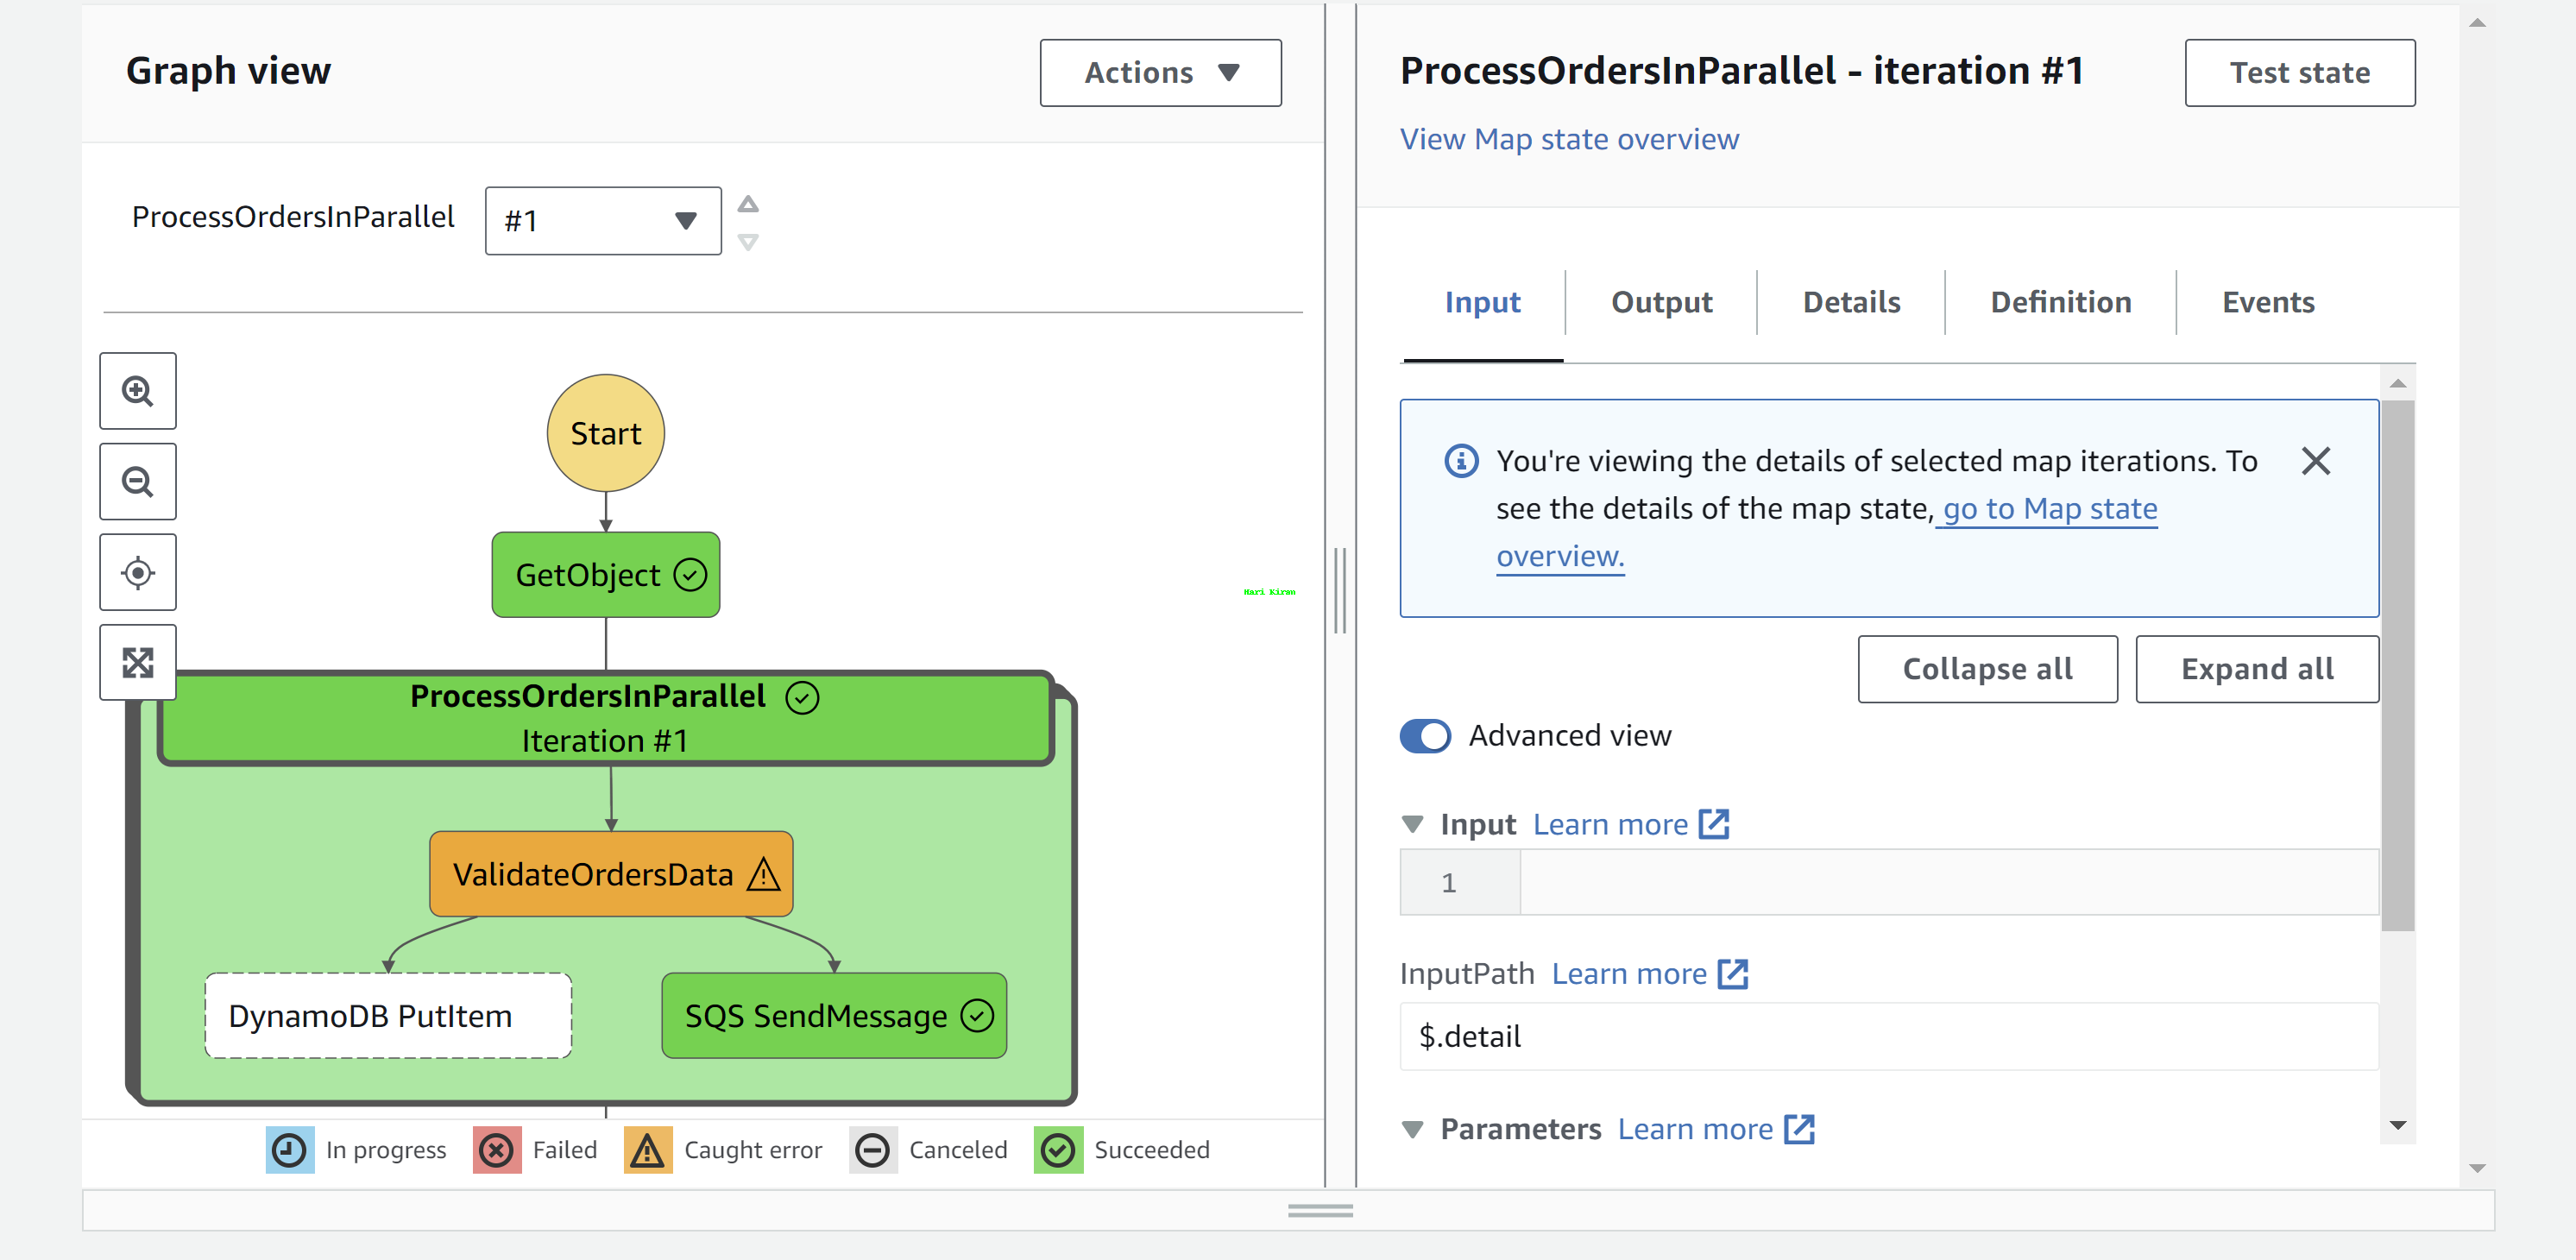 Graph view
Actions
ProcessOrdersInParallel
#1
Start
GetObject
ProcessOrdersInParallel
Iteration #1
ValidateOrdersData
DynamoDB PutItem
SQS SendMessage
In progress
Failed
Caught error
Canceled
Succeeded
ProcessOrdersInParallel - iteration #1
Test state
View Map state overview
Input
Output
Details
Definition
Events
You're viewing the details of selected map iterations. To
see the details of the map state, go to Map state
overview.
Collapse all
Expand all
Advanced view
Input Learn more
1
InputPath Learn more
$.detail
Parameters Learn more